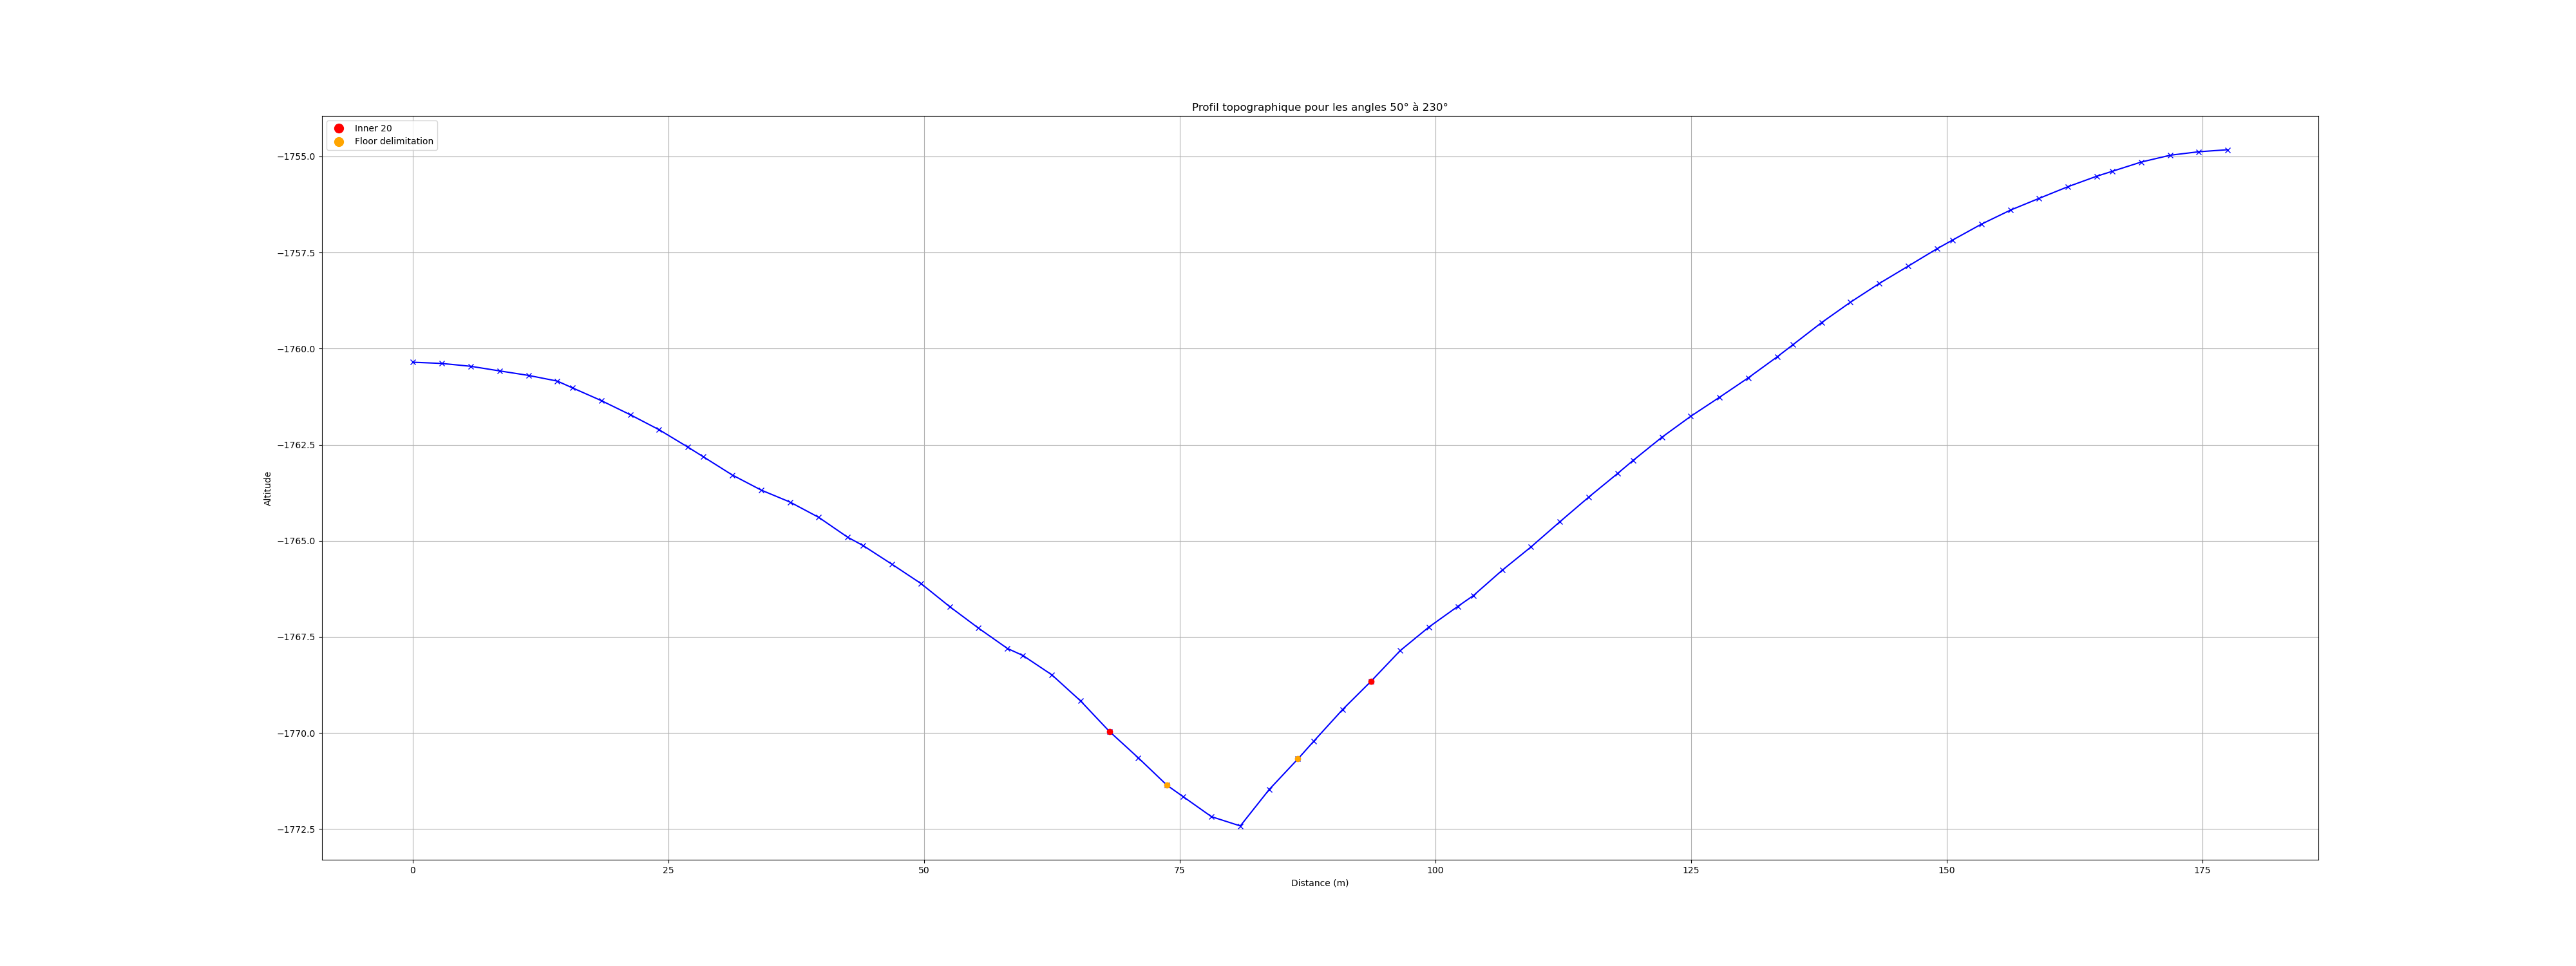 Profil topographique pour les angles 50° à 230°
Inner 20
Floor delimitation
−1755.0
−1757.5
−1760.0
−1762.5
−1765.0
−1767.5
−1770.0
−1772.5
Altitude
0 25 50 75 100 125 150 175
Distance (m)